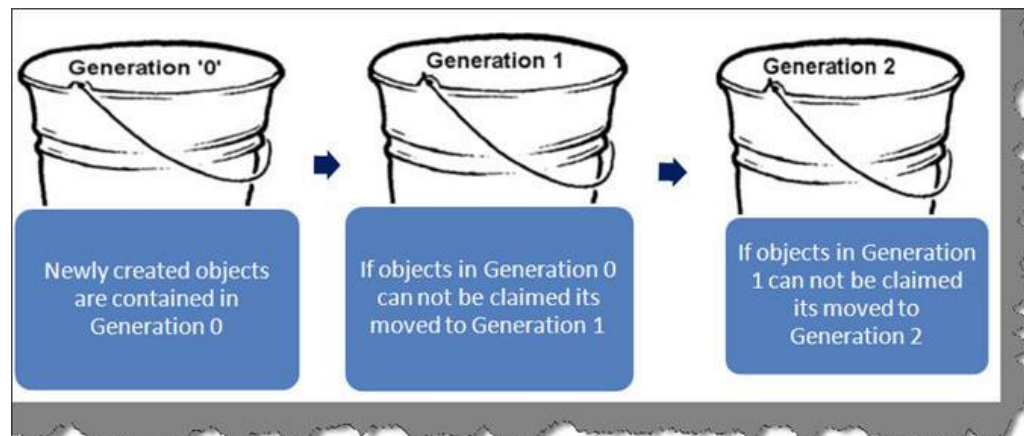 Generation '0'
Generation 1
Generation 2
Newly created objects
are contained in
Generation 0
If objects in Generation 0
can not be claimed its
moved to Generation 1
If objects in Generation
1 can not be claimed
its moved to
Generation 2